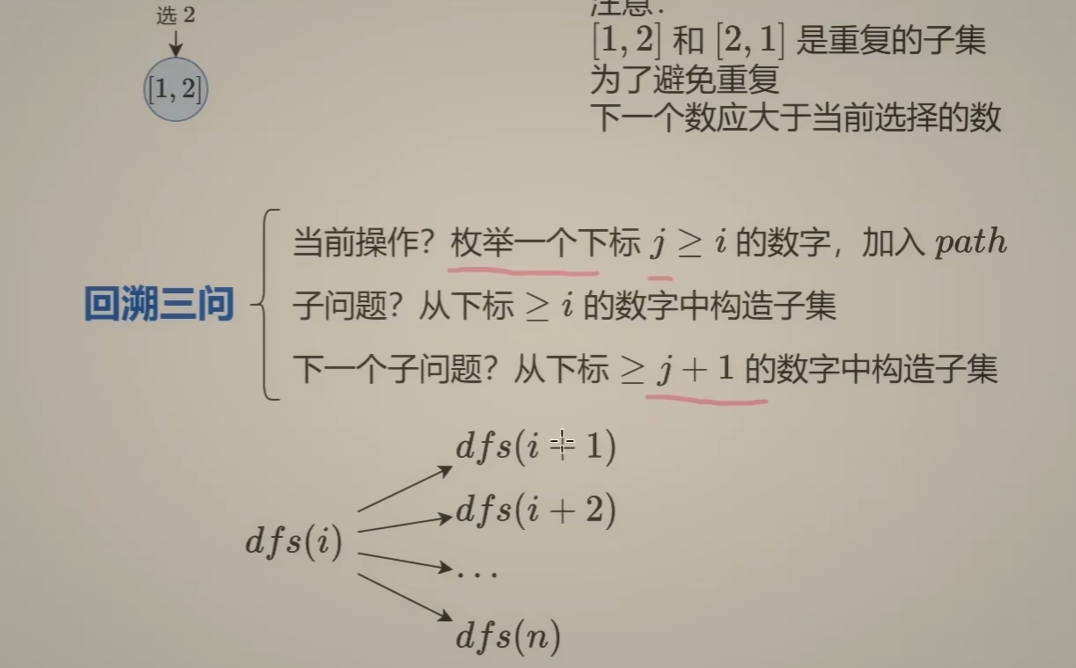 选 2
[1, 2]
注意：
[1, 2] 和 [2, 1] 是重复的子集
为了避免重复
下一个数应大于当前选择的数
回溯三问
当前操作？枚举一个下标 j ≥ i 的数字，加入 path
子问题？从下标 ≥ i 的数字中构造子集
下一个子问题？从下标 ≥ j + 1 的数字中构造子集
dfs(i)
dfs(i + 1)
dfs(i + 2)
...
dfs(n)